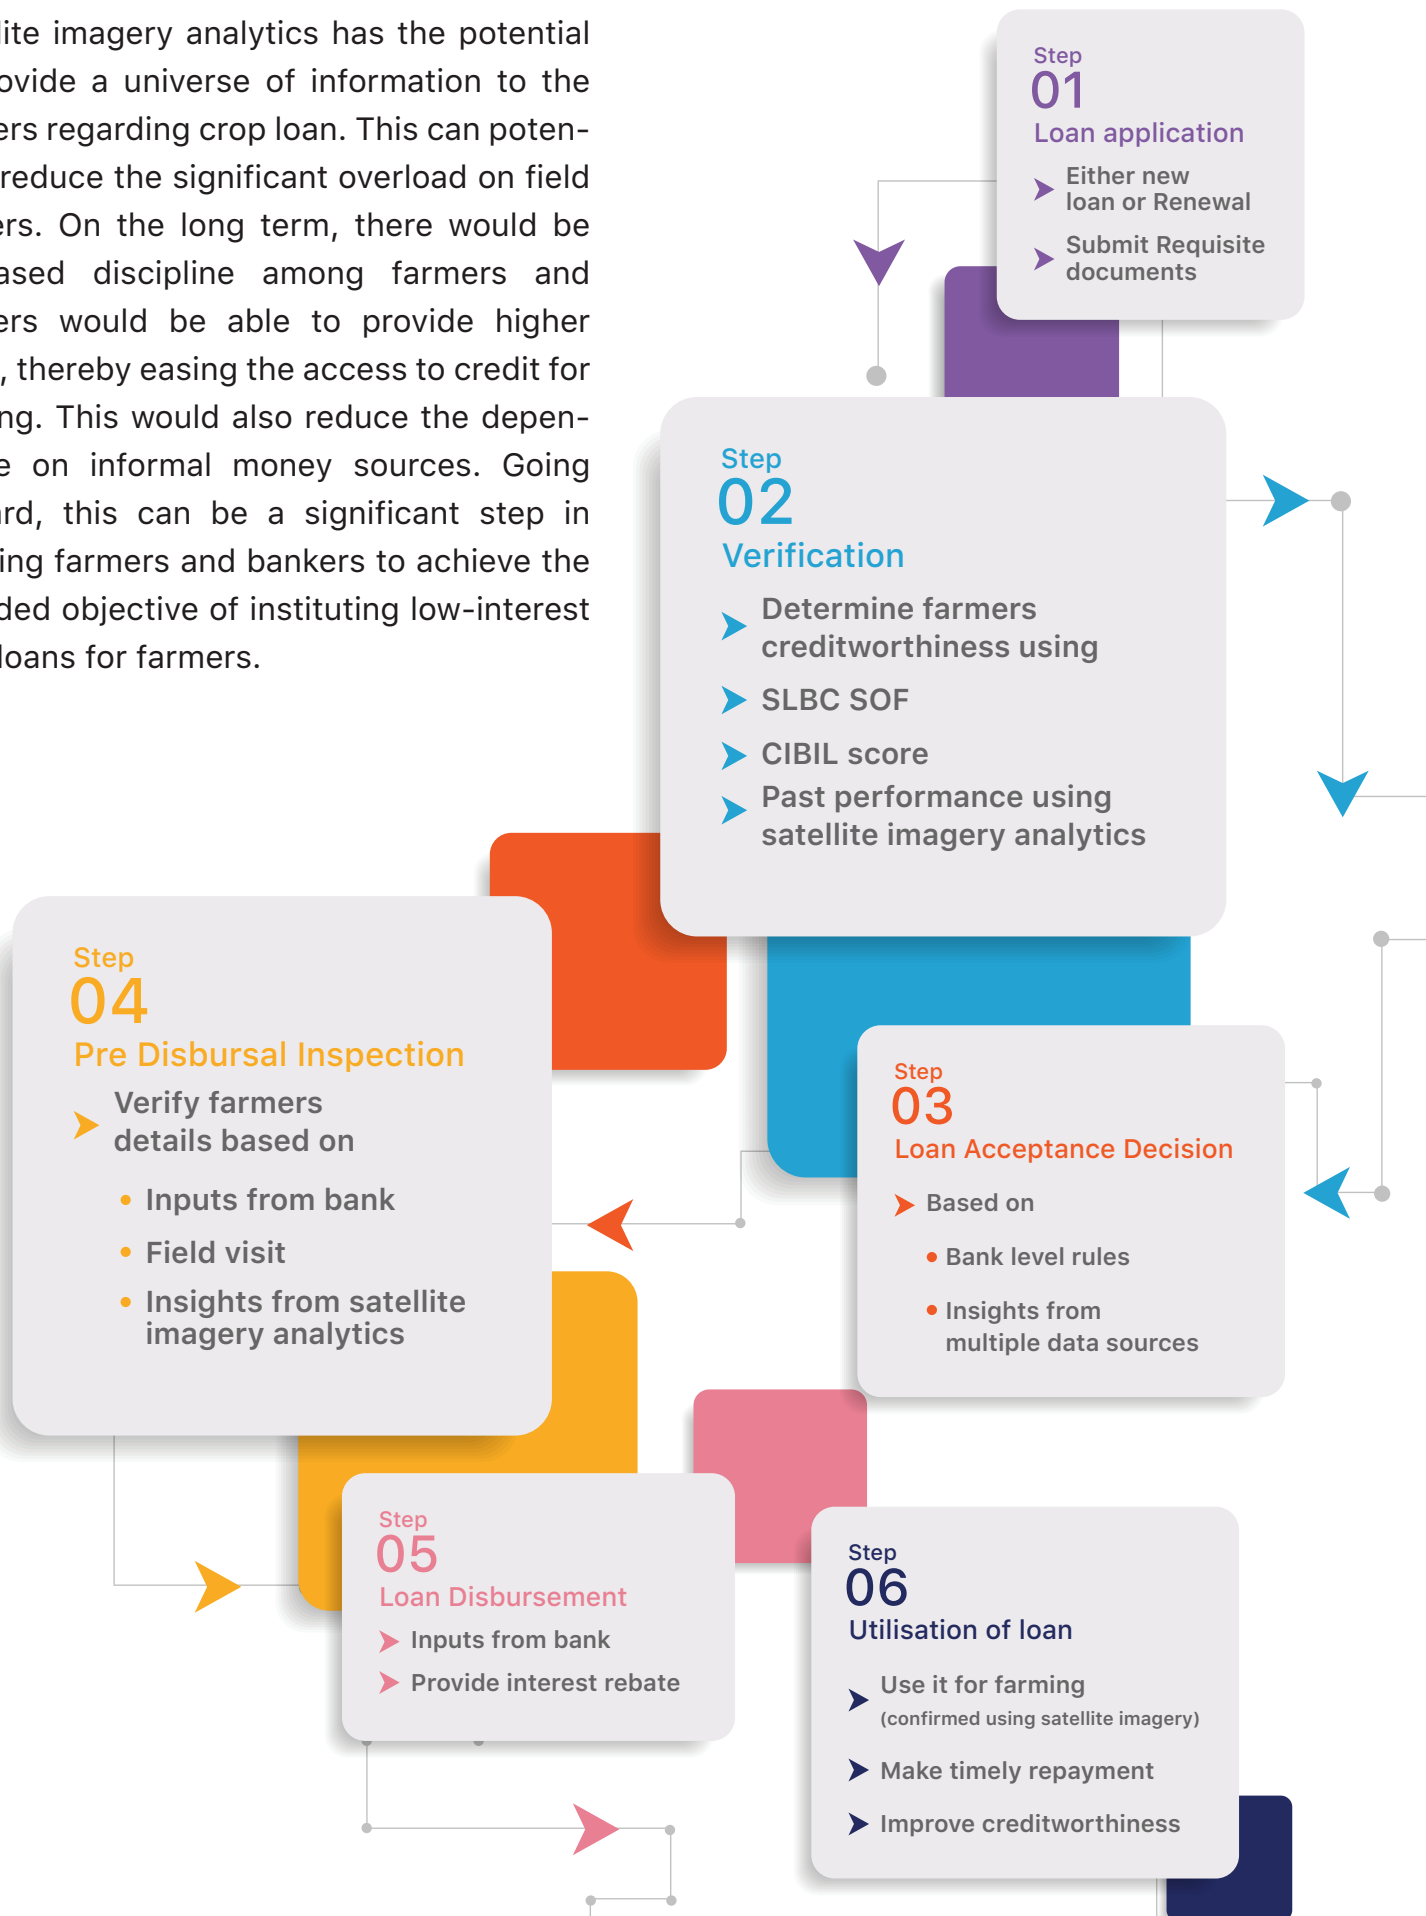 lite imagery analytics has the potential
ovide a universe of information to the
ers regarding crop loan. This can poten-
reduce the significant overload on field
ers. On the long term, there would be
ased discipline among farmers and
ers would be able to provide higher
, thereby easing the access to credit for
ng. This would also reduce the depen-
e on informal money sources. Going
ard, this can be a significant step in
ing farmers and bankers to achieve the
ded objective of instituting low-interest
loans for farmers.
Step
01
Loan application
Either new
loan or Renewal
Submit Requisite
documents
Step
02
Verification
Determine farmers
creditworthiness using
SLBC SOF
CIBIL score
Past performance using
satellite imagery analytics
Step
03
Loan Acceptance Decision
Based on
• Bank level rules
• Insights from
multiple data sources
Step
04
Pre Disbursal Inspection
Verify farmers
details based on
• Inputs from bank
• Field visit
• Insights from satellite
imagery analytics
Step
05
Loan Disbursement
Inputs from bank
Provide interest rebate
Step
06
Utilisation of loan
Use it for farming
(confirmed using satellite imagery)
Make timely repayment
Improve creditworthiness